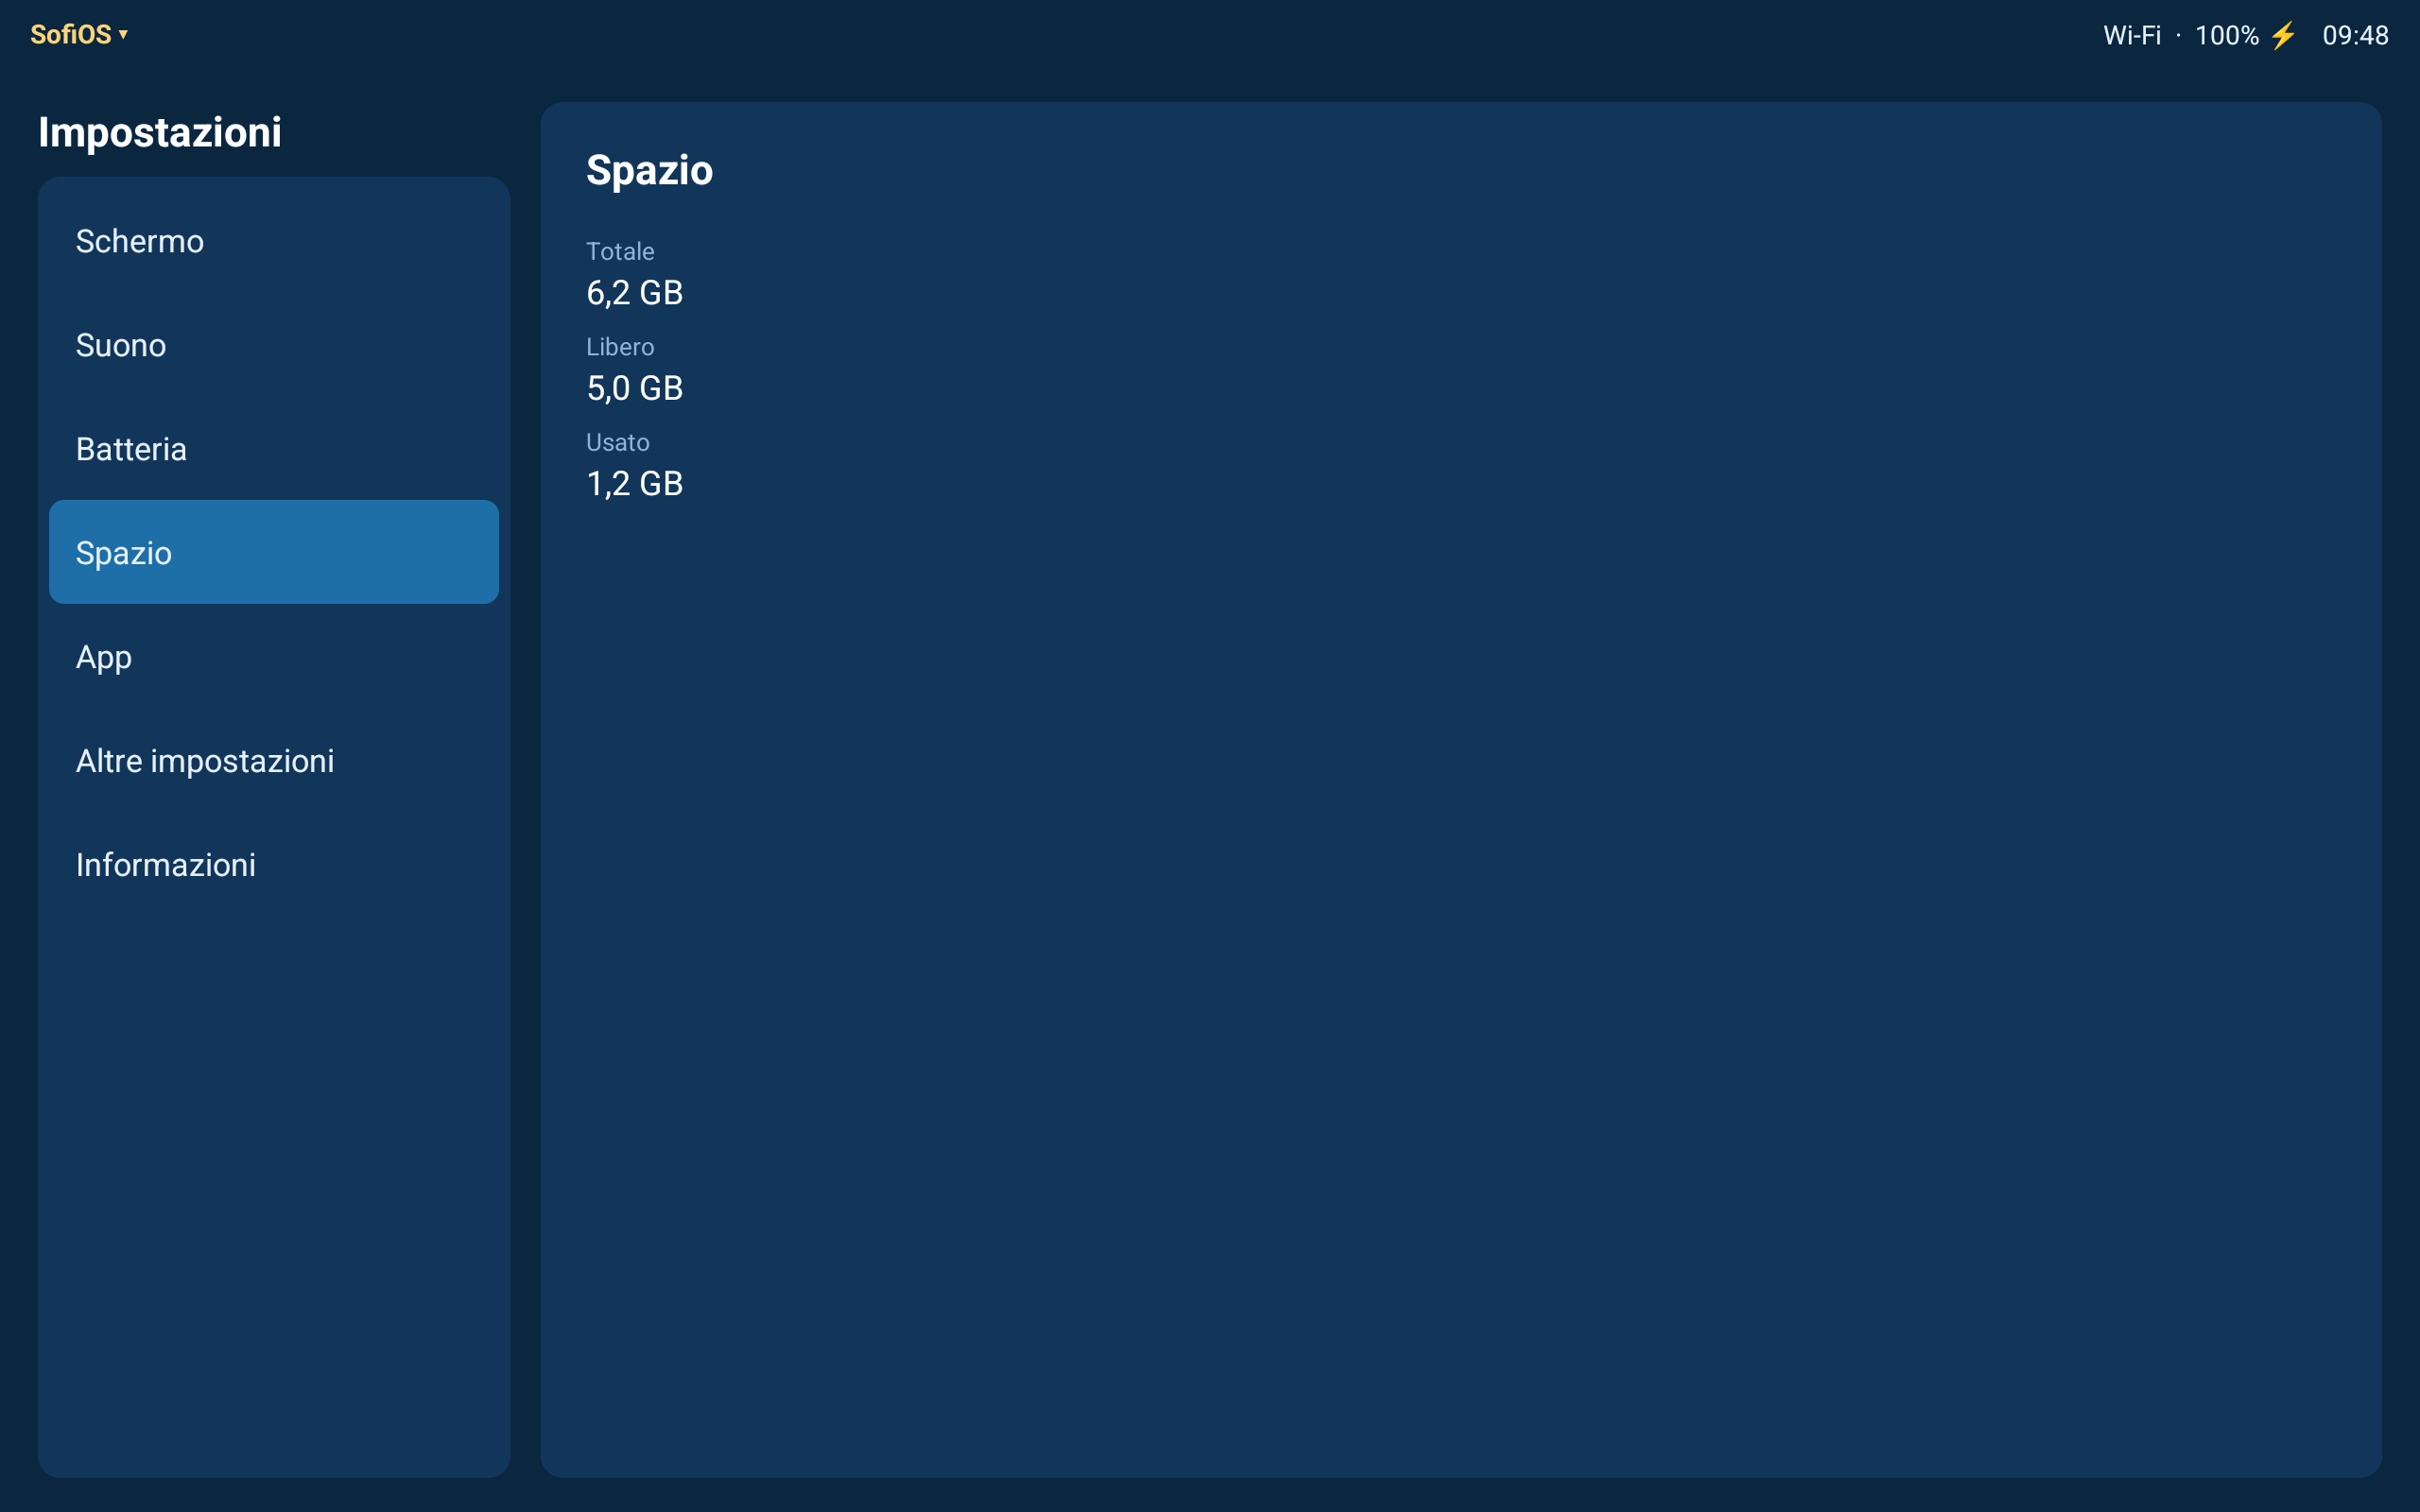 SofiOS ▾
Wi-Fi · 100% ⚡ 09:48
Impostazioni
Schermo
Suono
Batteria
Spazio
App
Altre impostazioni
Informazioni
Spazio
Totale
6,2 GB
Libero
5,0 GB
Usato
1,2 GB